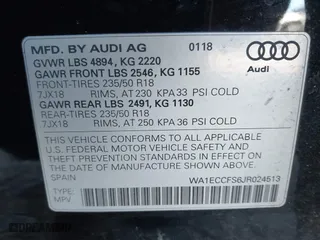 MFD. BY AUDI AG 0118
GVWR LBS 4894, KG 2220
GAWR FRONT LBS 2546, KG 1155
FRONT-TIRES 235/50 R18
7JX18 RIMS, AT 230 KPA 33 PSI COLD
GAWR REAR LBS 2491, KG 1130
REAR-TIRES 235/50 R18
7JX18 RIMS, AT 250 KPA 36 PSI COLD
Audi
THIS VEHICLE CONFORMS TO ALL APPLICABLE
U.S. FEDERAL MOTOR VEHICLE SAFETY AND THEFT
PREVENTION STANDARDS IN EFFECT ON
THE DATE OF MANUFACTURE SHOWN ABOVE.
WA1ECCFS6JR024513
TYPE: PASS
MADE IN SPAIN